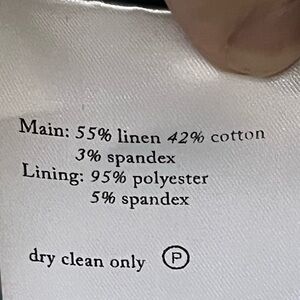 Main: 55% linen 42% cotton
3% spandex
Lining: 95% polyester
5% spandex
dry clean only Ⓟ